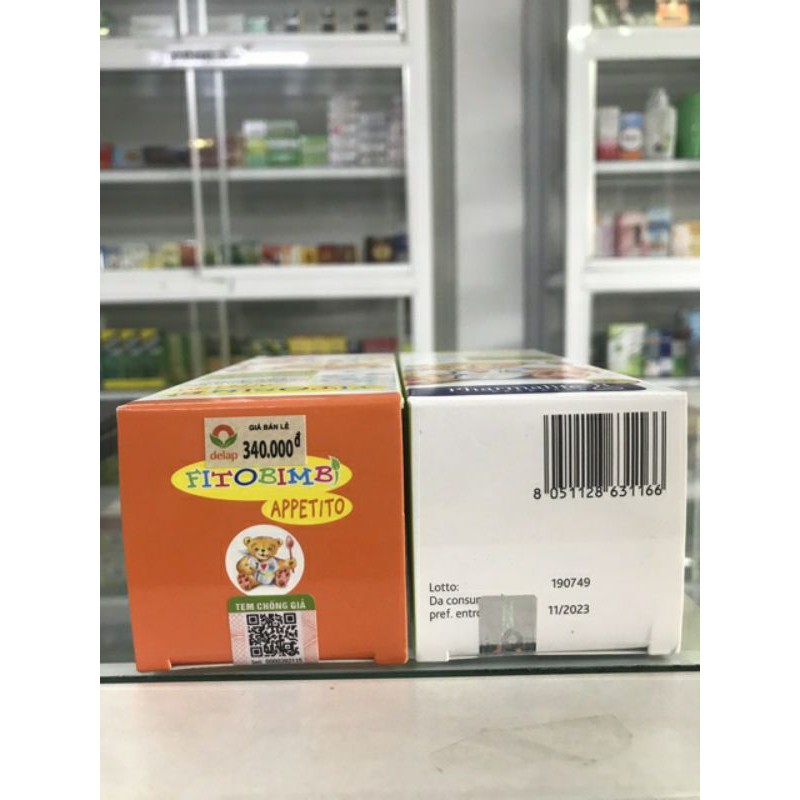 GIÁ BÁN LẺ
delap 340.000đ
FITOBIMBI
APPETITO
TEM CHỐNG GIẢ
8 051128 631166
Lotto: 190749
Da consu
pref. entro 11/2023